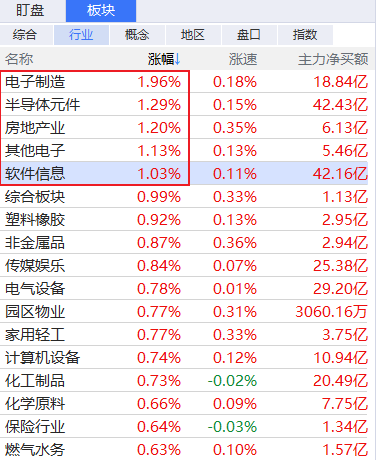 盯盘 板块
综合 行业 概念 地区 盘口 指数
名称 涨幅↓ 涨速 主力净买额
电子制造 1.96% 0.18% 18.84亿
半导体元件 1.29% 0.15% 42.43亿
房地产业 1.20% 0.35% 6.13亿
其他电子 1.13% 0.13% 5.46亿
软件信息 1.03% 0.11% 42.16亿
综合板块 0.99% 0.33% 1.13亿
塑料橡胶 0.92% 0.13% 2.95亿
非金属品 0.87% 0.36% 2.94亿
传媒娱乐 0.84% 0.07% 25.38亿
电气设备 0.78% 0.01% 29.20亿
园区物业 0.77% 0.31% 3060.16万
家用轻工 0.77% 0.33% 3.75亿
计算机设备 0.74% 0.12% 10.94亿
化工制品 0.73% -0.02% 20.49亿
化学原料 0.66% 0.09% 7.75亿
保险行业 0.64% -0.03% 1.34亿
燃气水务 0.63% 0.10% 1.57亿